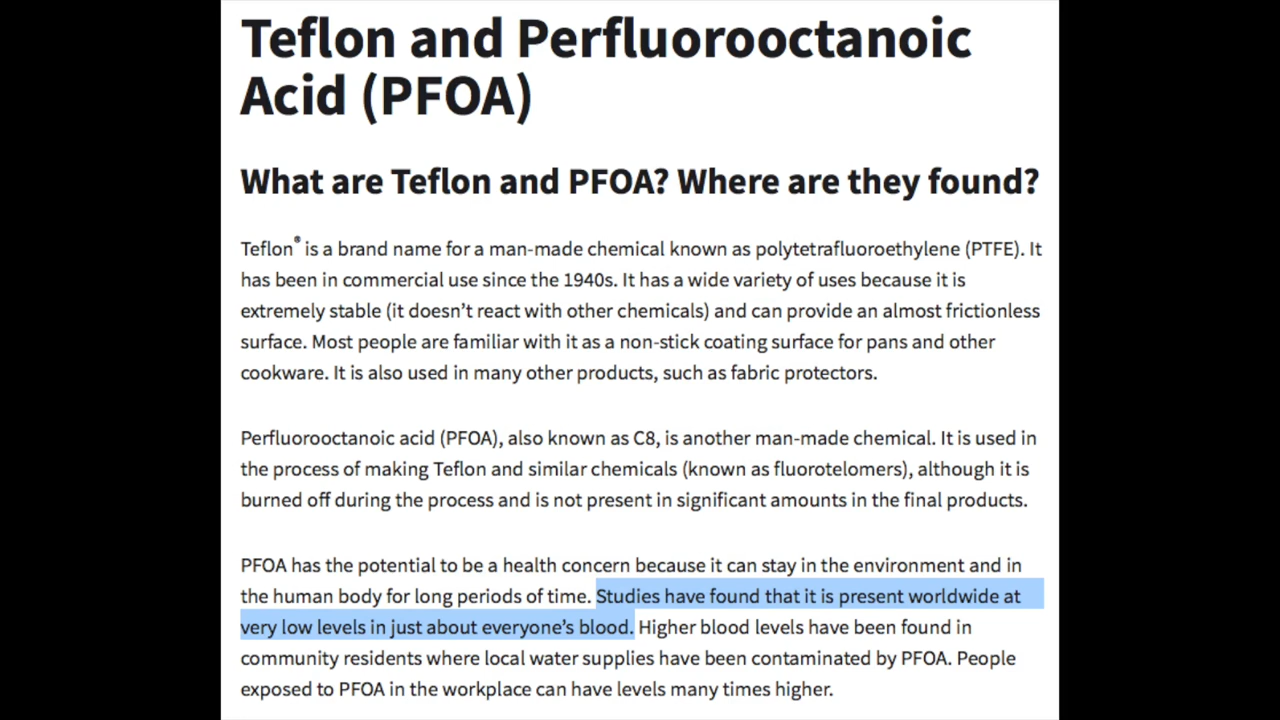 Teflon and Perfluorooctanoic
Acid (PFOA)
What are Teflon and PFOA? Where are they found?
Teflon® is a brand name for a man-made chemical known as polytetrafluoroethylene (PTFE). It
has been in commercial use since the 1940s. It has a wide variety of uses because it is
extremely stable (it doesn’t react with other chemicals) and can provide an almost frictionless
surface. Most people are familiar with it as a non-stick coating surface for pans and other
cookware. It is also used in many other products, such as fabric protectors.
Perfluorooctanoic acid (PFOA), also known as C8, is another man-made chemical. It is used in
the process of making Teflon and similar chemicals (known as fluorotelomers), although it is
burned off during the process and is not present in significant amounts in the final products.
PFOA has the potential to be a health concern because it can stay in the environment and in
the human body for long periods of time. Studies have found that it is present worldwide at
very low levels in just about everyone’s blood. Higher blood levels have been found in
community residents where local water supplies have been contaminated by PFOA. People
exposed to PFOA in the workplace can have levels many times higher.